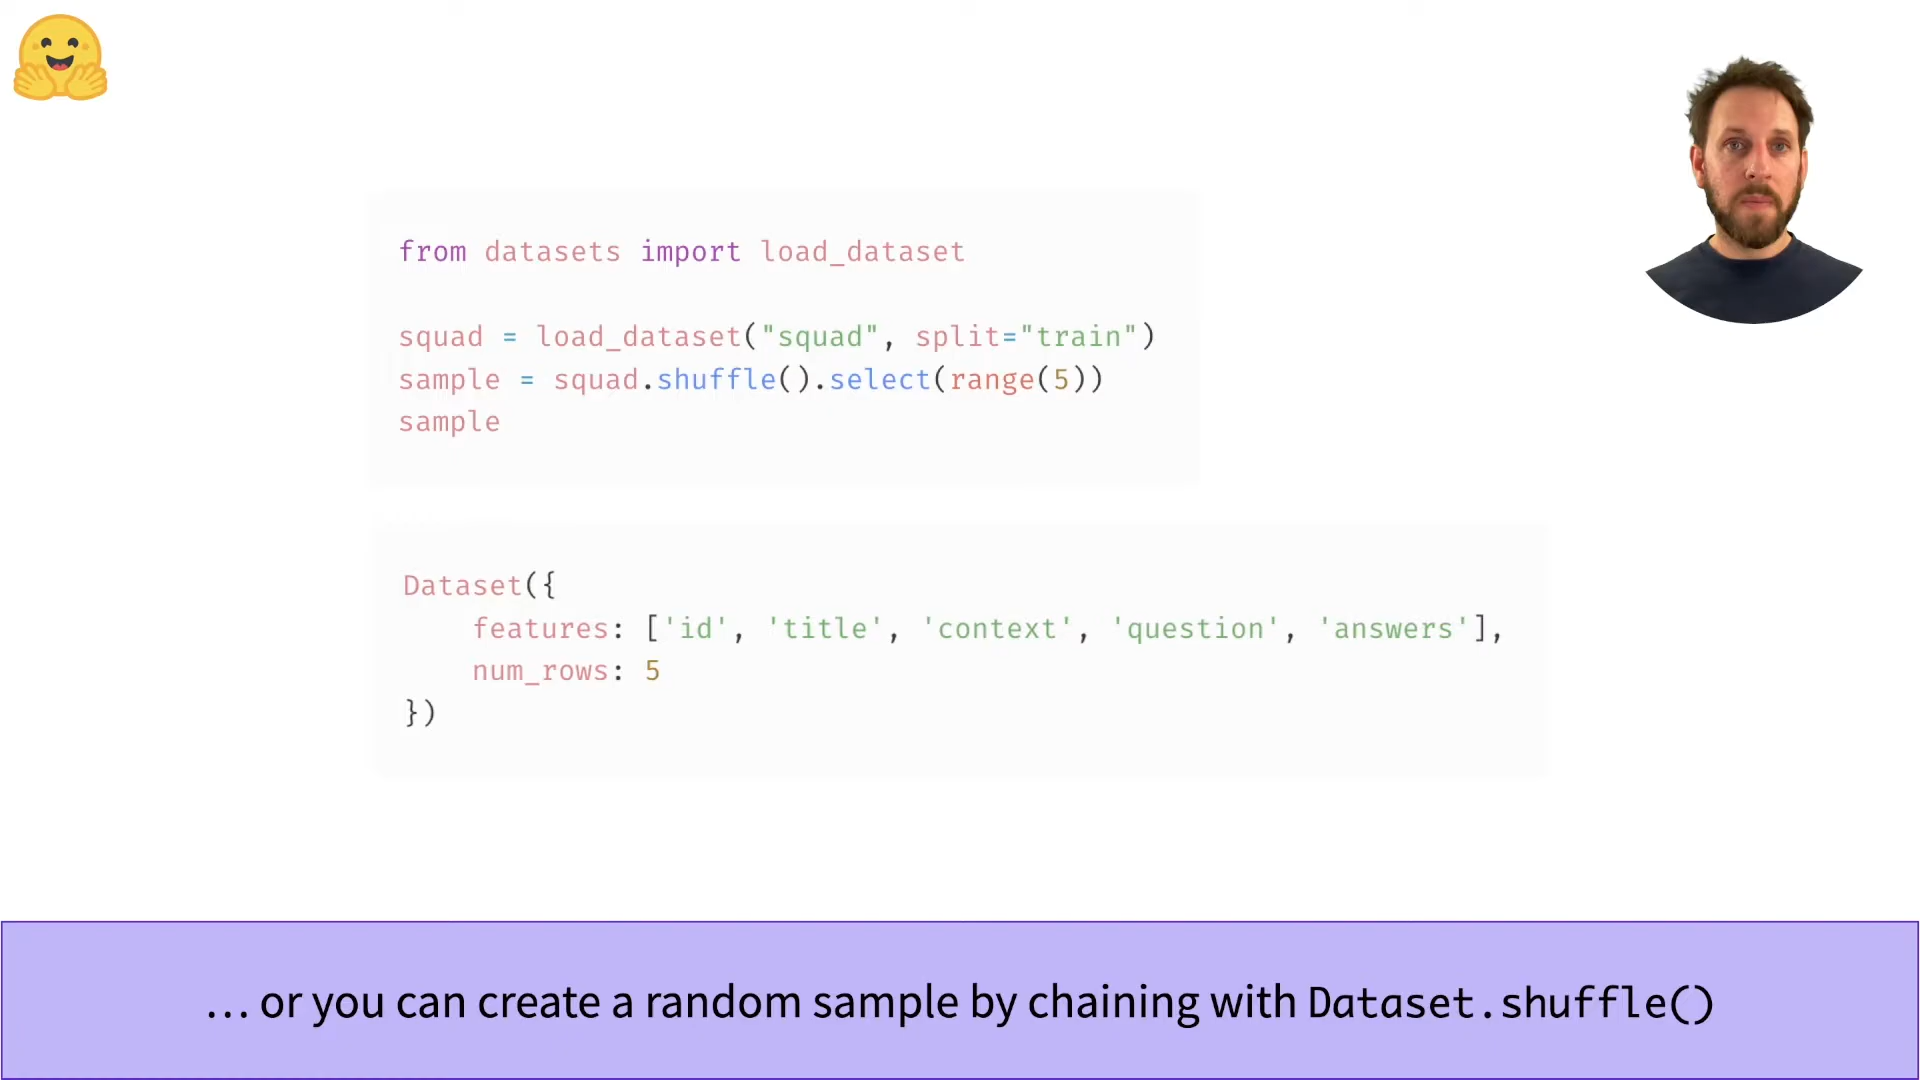 from datasets import load_dataset
squad = load_dataset("squad", split="train")
sample = squad.shuffle().select(range(5))
sample
Dataset({
    features: ['id', 'title', 'context', 'question', 'answers'],
    num_rows: 5
})
... or you can create a random sample by chaining with Dataset.shuffle()